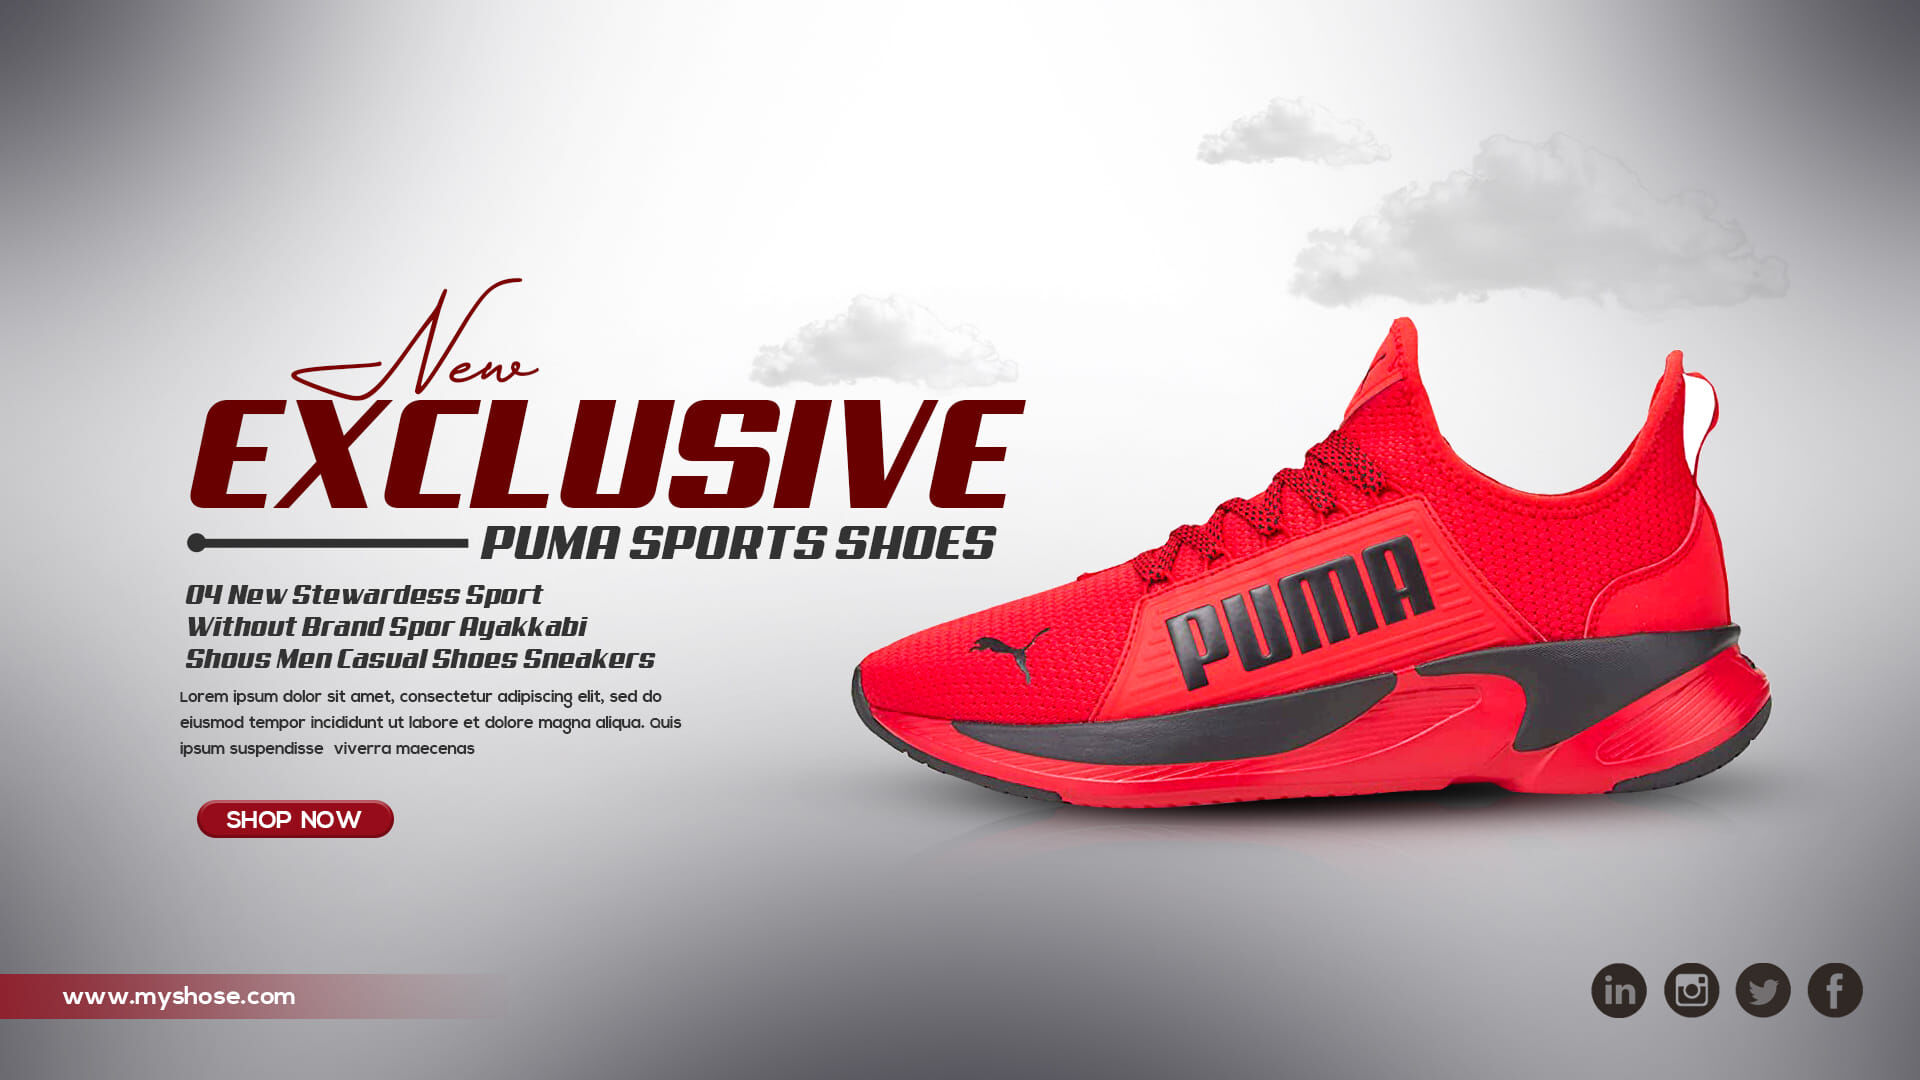 New
EXCLUSIVE
PUMA SPORTS SHOES
04 New Stewardess Sport
Without Brand Spor Ayakkabi
Shous Men Casual Shoes Sneakers
Lorem ipsum dolor sit amet, consectetur adipiscing elit, sed do
eiusmod tempor incididunt ut labore et dolore magna aliqua. Quis
ipsum suspendisse viverra maecenas
SHOP NOW
PUMA
www.myshose.com
in
f